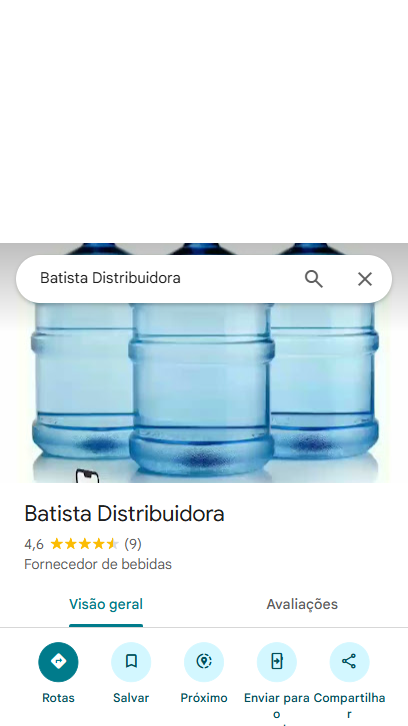 Batista Distribuidora
Batista Distribuidora
4,6 (9)
Fornecedor de bebidas
Visão geral Avaliações
Rotas Salvar Próximo Enviar para o Compartilhar